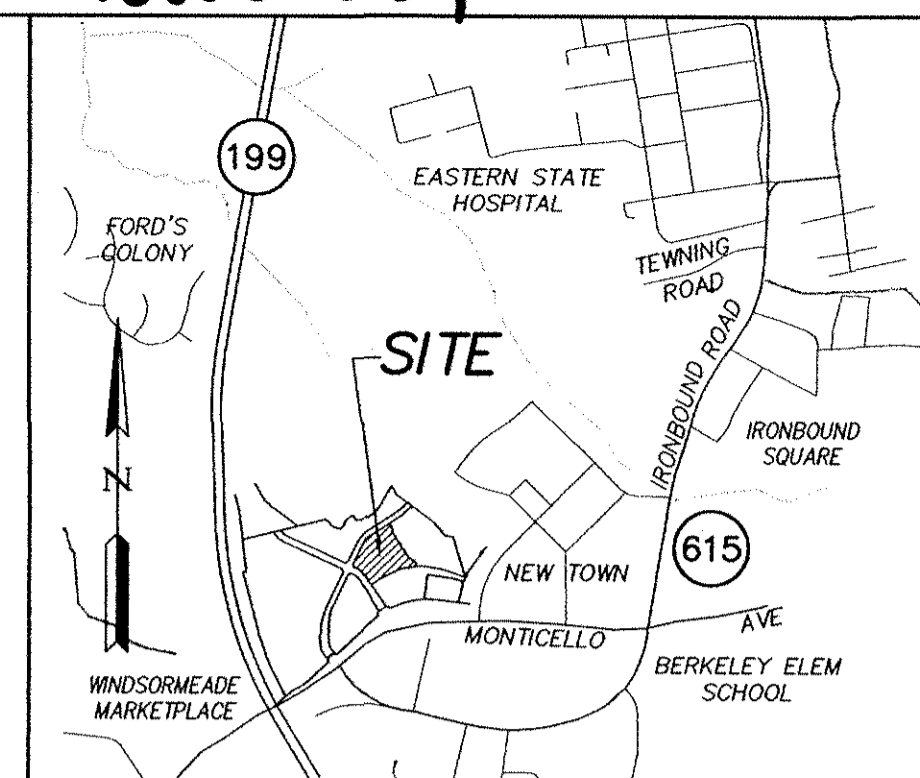 199
EASTERN STATE
HOSPITAL
FORD'S
COLONY
TEWNING
ROAD
SITE
IRONBOUND ROAD
IRONBOUND
SQUARE
N
615
NEW TOWN
AVE
MONTICELLO
BERKELEY ELEM
SCHOOL
WINDSORMEADE
MARKETPLACE